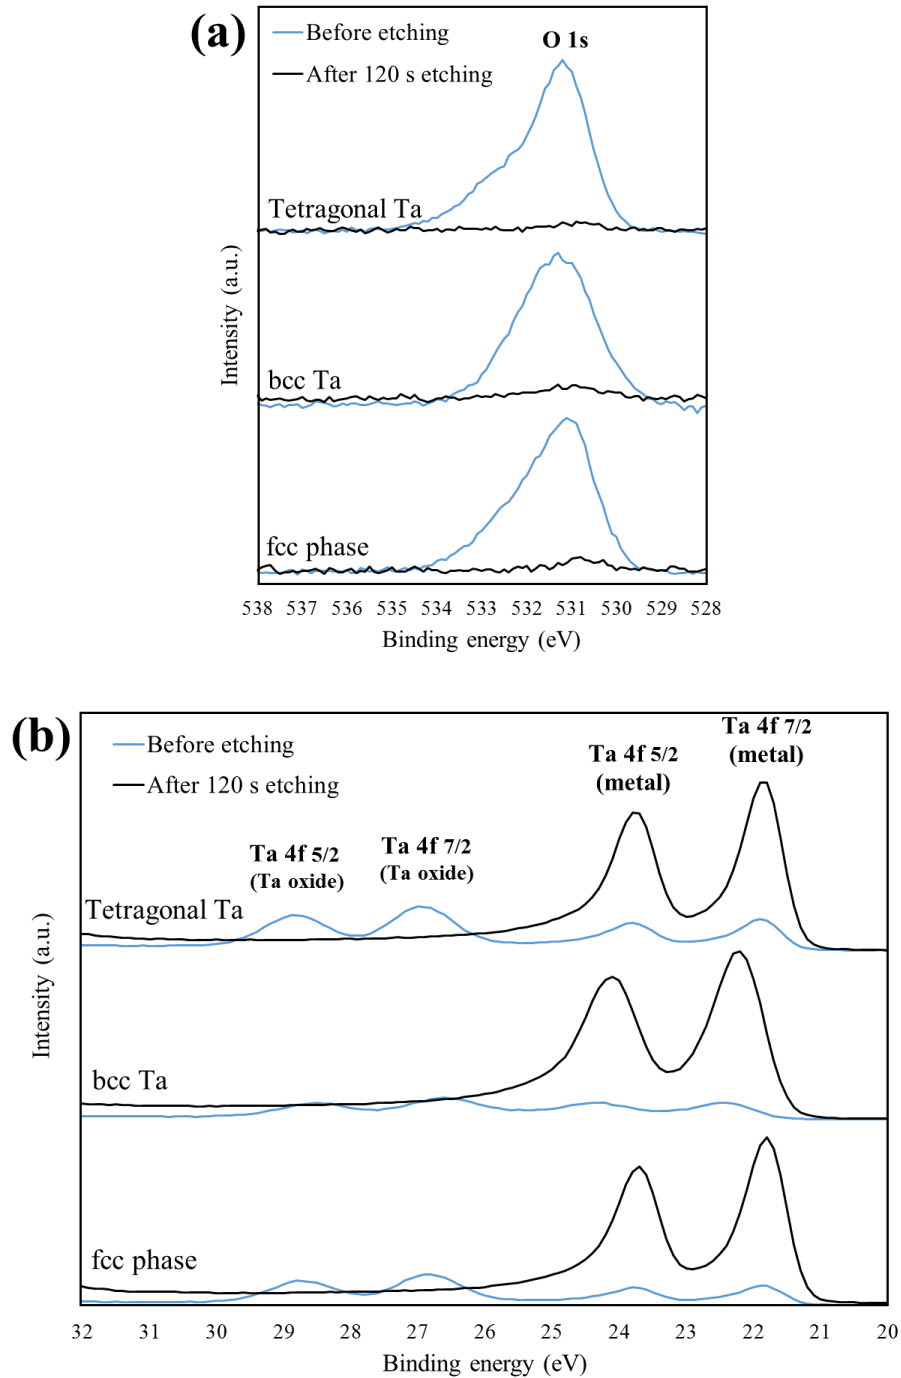 (a)
Before etching
After 120 s etching
O 1s
Tetragonal Ta
bcc Ta
fcc phase
Intensity (a.u.)
538 537 536 535 534 533 532 531 530 529 528
Binding energy (eV)
(b)
Before etching
After 120 s etching
Ta 4f 5/2
(Ta oxide)
Ta 4f 7/2
(Ta oxide)
Ta 4f 5/2
(metal)
Ta 4f 7/2
(metal)
Tetragonal Ta
bcc Ta
fcc phase
Intensity (a.u.)
32 31 30 29 28 27 26 25 24 23 22 21 20
Binding energy (eV)